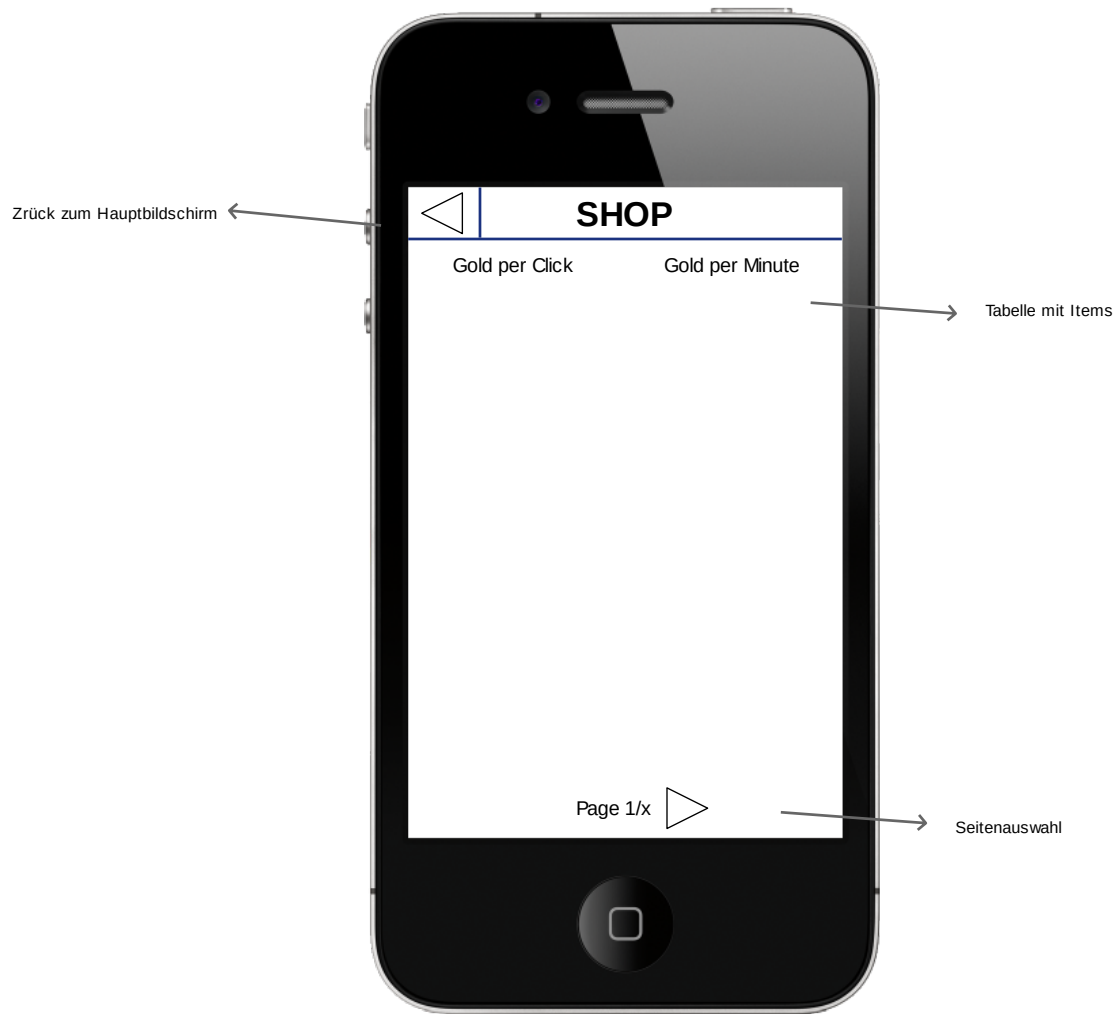 SHOP
Zrück zum Hauptbildschirm
Gold per Click
Gold per Minute
Tabelle mit Items
Page 1/x
Seitenauswahl